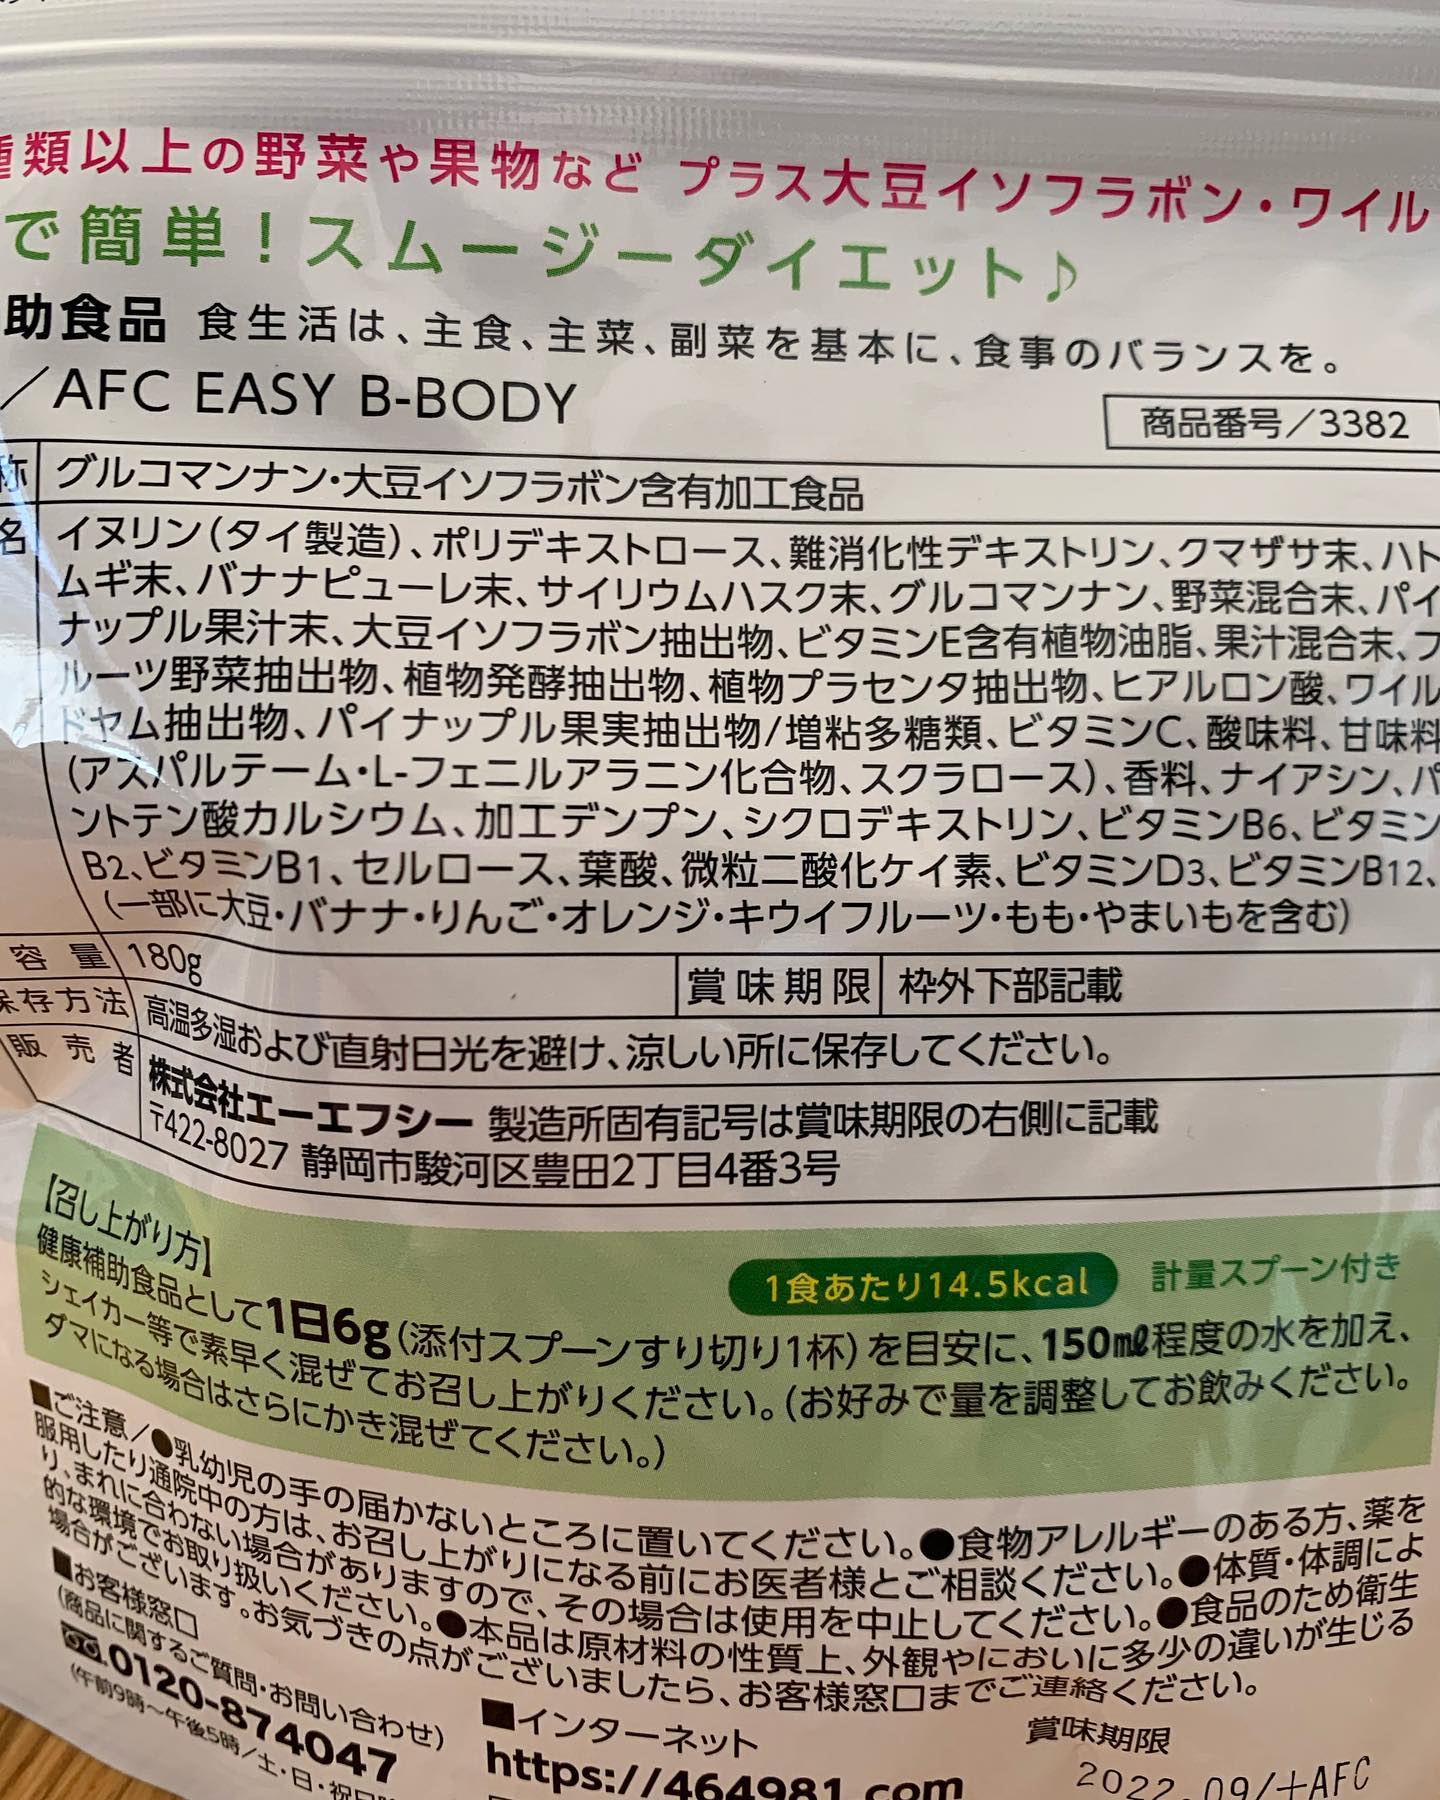 類以上の野菜や果物など プラス大豆イソフラボン・ワイル
で簡単！スムージーダイエット♪
助食品 食生活は、主食、主菜、副菜を基本に、食事のバランスを。
／AFC EASY B-BODY
商品番号／3382
称 グルコマンナン・大豆イソフラボン含有加工食品
名 イヌリン(タイ製造)、ポリデキストロース、難消化性デキストリン、クマザサ末、ハト
ムギ末、バナナピューレ末、サイリウムハスク末、グルコマンナン、野菜混合末、パイ
ナップル果汁末、大豆イソフラボン抽出物、ビタミンE含有植物油脂、果汁混合末、フ
ルーツ野菜抽出物、植物発酵抽出物、植物プラセンタ抽出物、ヒアルロン酸、ワイル
ドヤム抽出物、パイナップル果実抽出物/増粘多糖類、ビタミンC、酸味料、甘味料
(アスパルテーム・L-フェニルアラニン化合物、スクラロース)、香料、ナイアシン、パ
ントテン酸カルシウム、加工デンプン、シクロデキストリン、ビタミンB6、ビタミン
B2、ビタミンB1、セルロース、葉酸、微粒二酸化ケイ素、ビタミンD3、ビタミンB12、
(一部に大豆・バナナ・りんご・オレンジ・キウイフルーツ・もも・やまいもを含む)
容量 180g 賞味期限 枠外下部記載
保存方法 高温多湿および直射日光を避け、涼しい所に保存してください。
販売者 株式会社エーエフシー 製造所固有記号は賞味期限の右側に記載
〒422-8027 静岡市駿河区豊田2丁目4番3号
【召し上がり方】
1食あたり14.5kcal 計量スプーン付き
健康補助食品として1日6g(添付スプーンすり切り1杯)を目安に、150㎖程度の水を加え、
シェイカー等で素早く混ぜてお召し上がりください。(お好みで量を調整してお飲みください。
ダマになる場合はさらにかき混ぜてください。)
■ご注意／●乳幼児の手の届かないところに置いてください。●食物アレルギーのある方、薬を
服用したり通院中の方は、お召し上がりになる前にお医者様とご相談ください。●体質・体調によ
り、まれに合わない場合がありますので、その場合は使用を中止してください。●食品のため衛生
的な環境でお取り扱いください。●本品は原材料の性質上、外観やにおいに多少の違いが生じる
場合がございます。お気づきの点がございましたら、お客様窓口までご連絡ください。
■お客様窓口
(商品に関するご質問・お問い合わせ)
0120-874047
(午前9時〜午後5時／土・日・祝日
■インターネット
https://464981.com
賞味期限
2022.09/+AFC